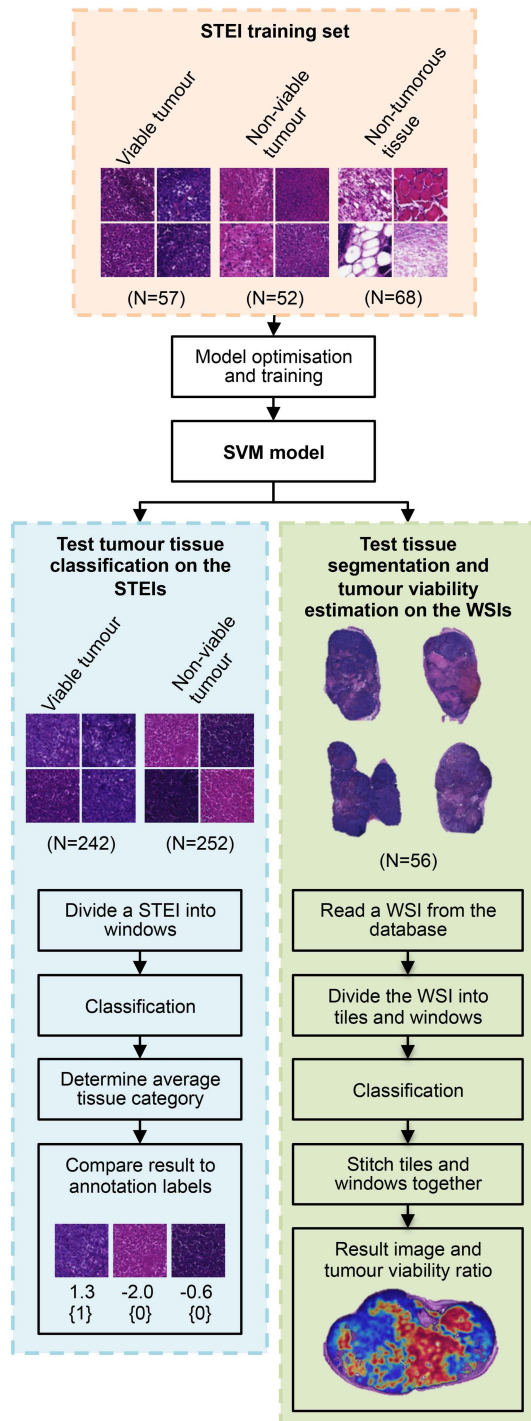 STEI training set
Viable tumour
Non-viable
tumour
Non-tumorous
tissue
(N=57)
(N=52)
(N=68)
Model optimisation
and training
SVM model
Test tumour tissue
classification on the
STEIs
Viable tumour
Non-viable
tumour
(N=242)
(N=252)
Divide a STEI into
windows
Classification
Determine average
tissue category
Compare result to
annotation labels
1.3
-2.0
-0.6
{1}
{0}
{0}
Test tissue
segmentation and
tumour viability
estimation on the WSIs
(N=56)
Read a WSI from the
database
Divide the WSI into
tiles and windows
Classification
Stitch tiles and
windows together
Result image and
tumour viability ratio